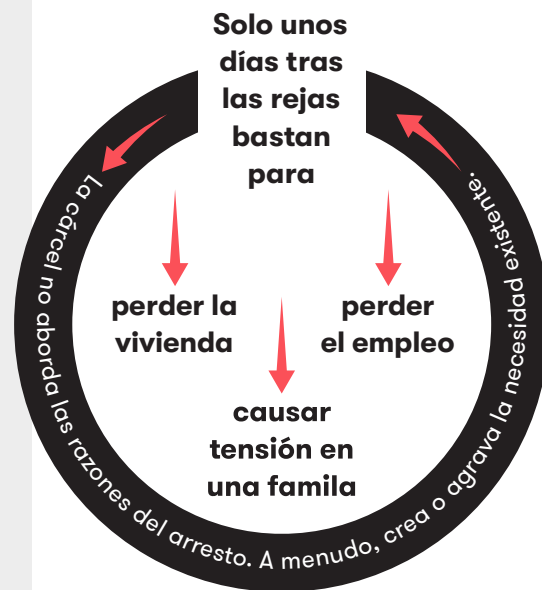 Solo unos
días tras
las rejas
bastan
para
perder la
vivienda
perder
el empleo
causar
tensión en
una famila
La cárcel no aborda las razones del arresto. A menudo, crea o agrava la necesidad existente.